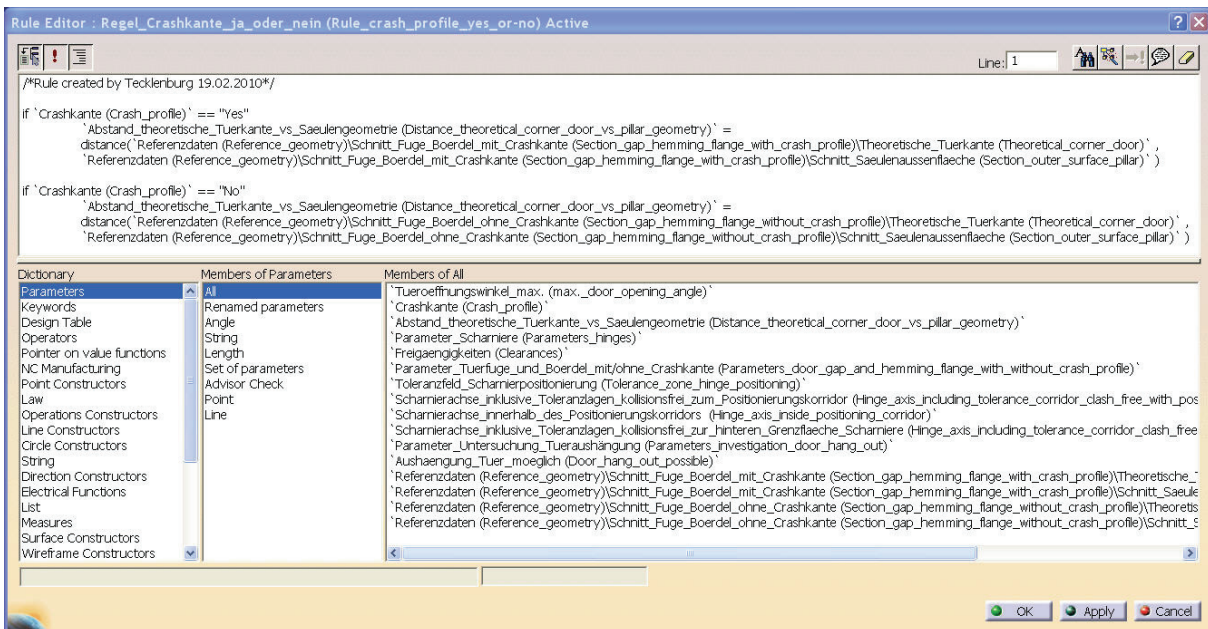 Rule Editor : Regel_Crashkante_ja_oder_nein (Rule_crash_profile_yes_or-no) Active
Line: 1
/*Rule created by Tecklenburg 19.02.2010*/
if `Crashkante (Crash_profile)` == "Yes"
`Abstand_theoretische_Tuerkante_vs_Saeulengeometrie (Distance_theoretical_corner_door_vs_pillar_geometry)` =
distance(`Referenzdaten (Reference_geometry)\Schnitt_Fuge_Boerdel_mit_Crashkante (Section_gap_hemming_flange_with_crash_profile)\Theoretische_Tuerkante (Theoretical_corner_door)` ,
`Referenzdaten (Reference_geometry)\Schnitt_Fuge_Boerdel_mit_Crashkante (Section_gap_hemming_flange_with_crash_profile)\Schnitt_Saeulenaussenflaeche (Section_outer_surface_pillar)` )
if `Crashkante (Crash_profile)` == "No"
`Abstand_theoretische_Tuerkante_vs_Saeulengeometrie (Distance_theoretical_corner_door_vs_pillar_geometry)` =
distance(`Referenzdaten (Reference_geometry)\Schnitt_Fuge_Boerdel_ohne_Crashkante (Section_gap_hemming_flange_without_crash_profile)\Theoretische_Tuerkante (Theoretical_corner_door)` ,
`Referenzdaten (Reference_geometry)\Schnitt_Fuge_Boerdel_ohne_Crashkante (Section_gap_hemming_flange_without_crash_profile)\Schnitt_Saeulenaussenflaeche (Section_outer_surface_pillar)` )
Dictionary
Parameters
Keywords
Design Table
Operators
Pointer on value functions
NC Manufacturing
Point Constructors
Law
Operations Constructors
Line Constructors
Circle Constructors
String
Direction Constructors
Electrical Functions
List
Measures
Surface Constructors
Wireframe Constructors
Members of Parameters
All
Renamed parameters
Angle
String
Length
Set of parameters
Advisor Check
Point
Line
Members of All
`Tueroeffnungswinkel_max. (max._door_opening_angle)`
`Crashkante (Crash_profile)`
`Abstand_theoretische_Tuerkante_vs_Saeulengeometrie (Distance_theoretical_corner_door_vs_pillar_geometry)`
`Parameter_Scharniere (Parameters_hinges)`
`Freigaengigkeiten (Clearances)`
`Parameter_Tuerfuge_und_Boerdel_mit/ohne_Crashkante (Parameters_door_gap_and_hemming_flange_with_without_crash_profile)`
`Toleranzfeld_Scharnierpositionierung (Tolerance_zone_hinge_positioning)`
`Scharnierachse_inklusive_Toleranzlagen_kollisionsfrei_zum_Positionierungskorridor (Hinge_axis_including_tolerance_corridor_clash_free_with_pos
`Scharnierachse_innerhalb_des_Positionierungskorridors (Hinge_axis_inside_positioning_corridor)`
`Scharnierachse_inklusive_Toleranzlagen_kollisionsfrei_zur_hinteren_Grenzflaeche_Scharniere (Hinge_axis_including_tolerance_corridor_clash_free
`Parameter_Untersuchung_Tueraushängung (Parameters_investigation_door_hang_out)`
`Aushaengung_Tuer_moeglich (Door_hang_out_possible)`
`Referenzdaten (Reference_geometry)\Schnitt_Fuge_Boerdel_mit_Crashkante (Section_gap_hemming_flange_with_crash_profile)\Theoretische_T
`Referenzdaten (Reference_geometry)\Schnitt_Fuge_Boerdel_mit_Crashkante (Section_gap_hemming_flange_with_crash_profile)\Schnitt_Saeule
`Referenzdaten (Reference_geometry)\Schnitt_Fuge_Boerdel_ohne_Crashkante (Section_gap_hemming_flange_without_crash_profile)\Theoretis
`Referenzdaten (Reference_geometry)\Schnitt_Fuge_Boerdel_ohne_Crashkante (Section_gap_hemming_flange_without_crash_profile)\Schnitt_S
OK Apply Cancel